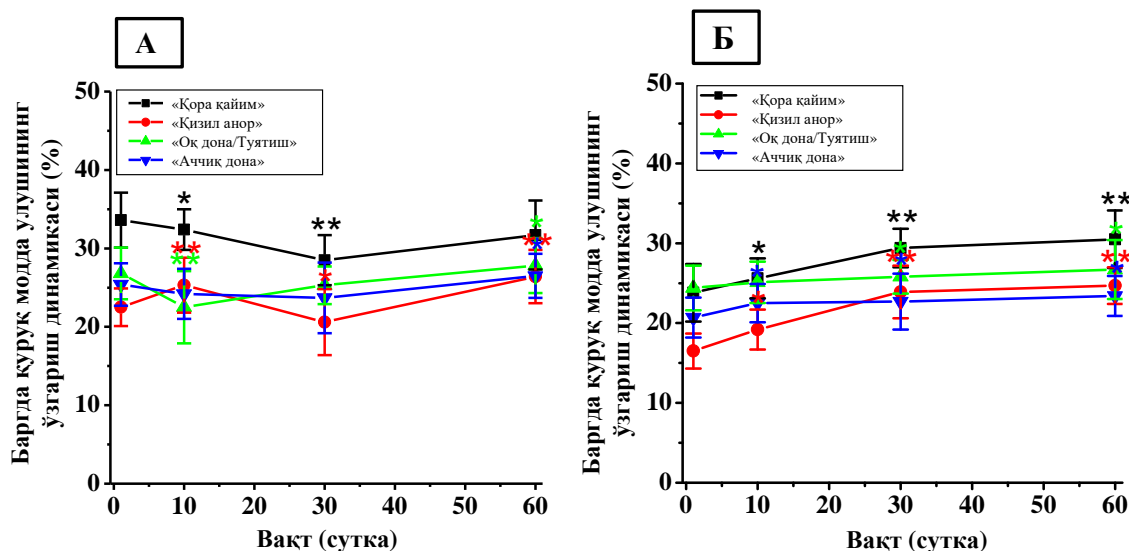 А
Баргда қуруқ модда улушининг
ўзгариш динамикаси (%)
50
40
30
20
10
0
«Қора қайим»
«Қизил анор»
«Оқ дона/Туятиш»
«Аччиқ дона»
*
**
**
**
*
*
**
*
0 10 20 30 40 50 60
Вақт (сутка)
Б
Баргда қуруқ модда улушининг
ўзгариш динамикаси (%)
50
40
30
20
10
0
«Қора қайим»
«Қизил анор»
«Оқ дона/Туятиш»
«Аччиқ дона»
*
*
*
**
*
*
**
**
*
**
*
0 10 20 30 40 50 60
Вақт (сутка)